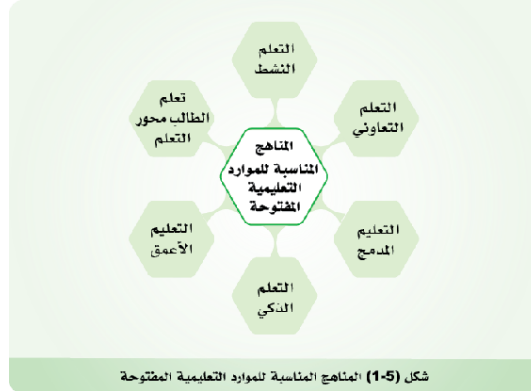 التعلم
النشط
التعلم
التعاوني
تعلم
الطالب محور
التعلم
المناهج
المناسبة للموارد
التعليمية
المفتوحة
التعليم
المدمج
التعليم
الأعمق
التعلم
الذكي
شكل (5-1) المناهج المناسبة للموارد التعليمية المفتوحة